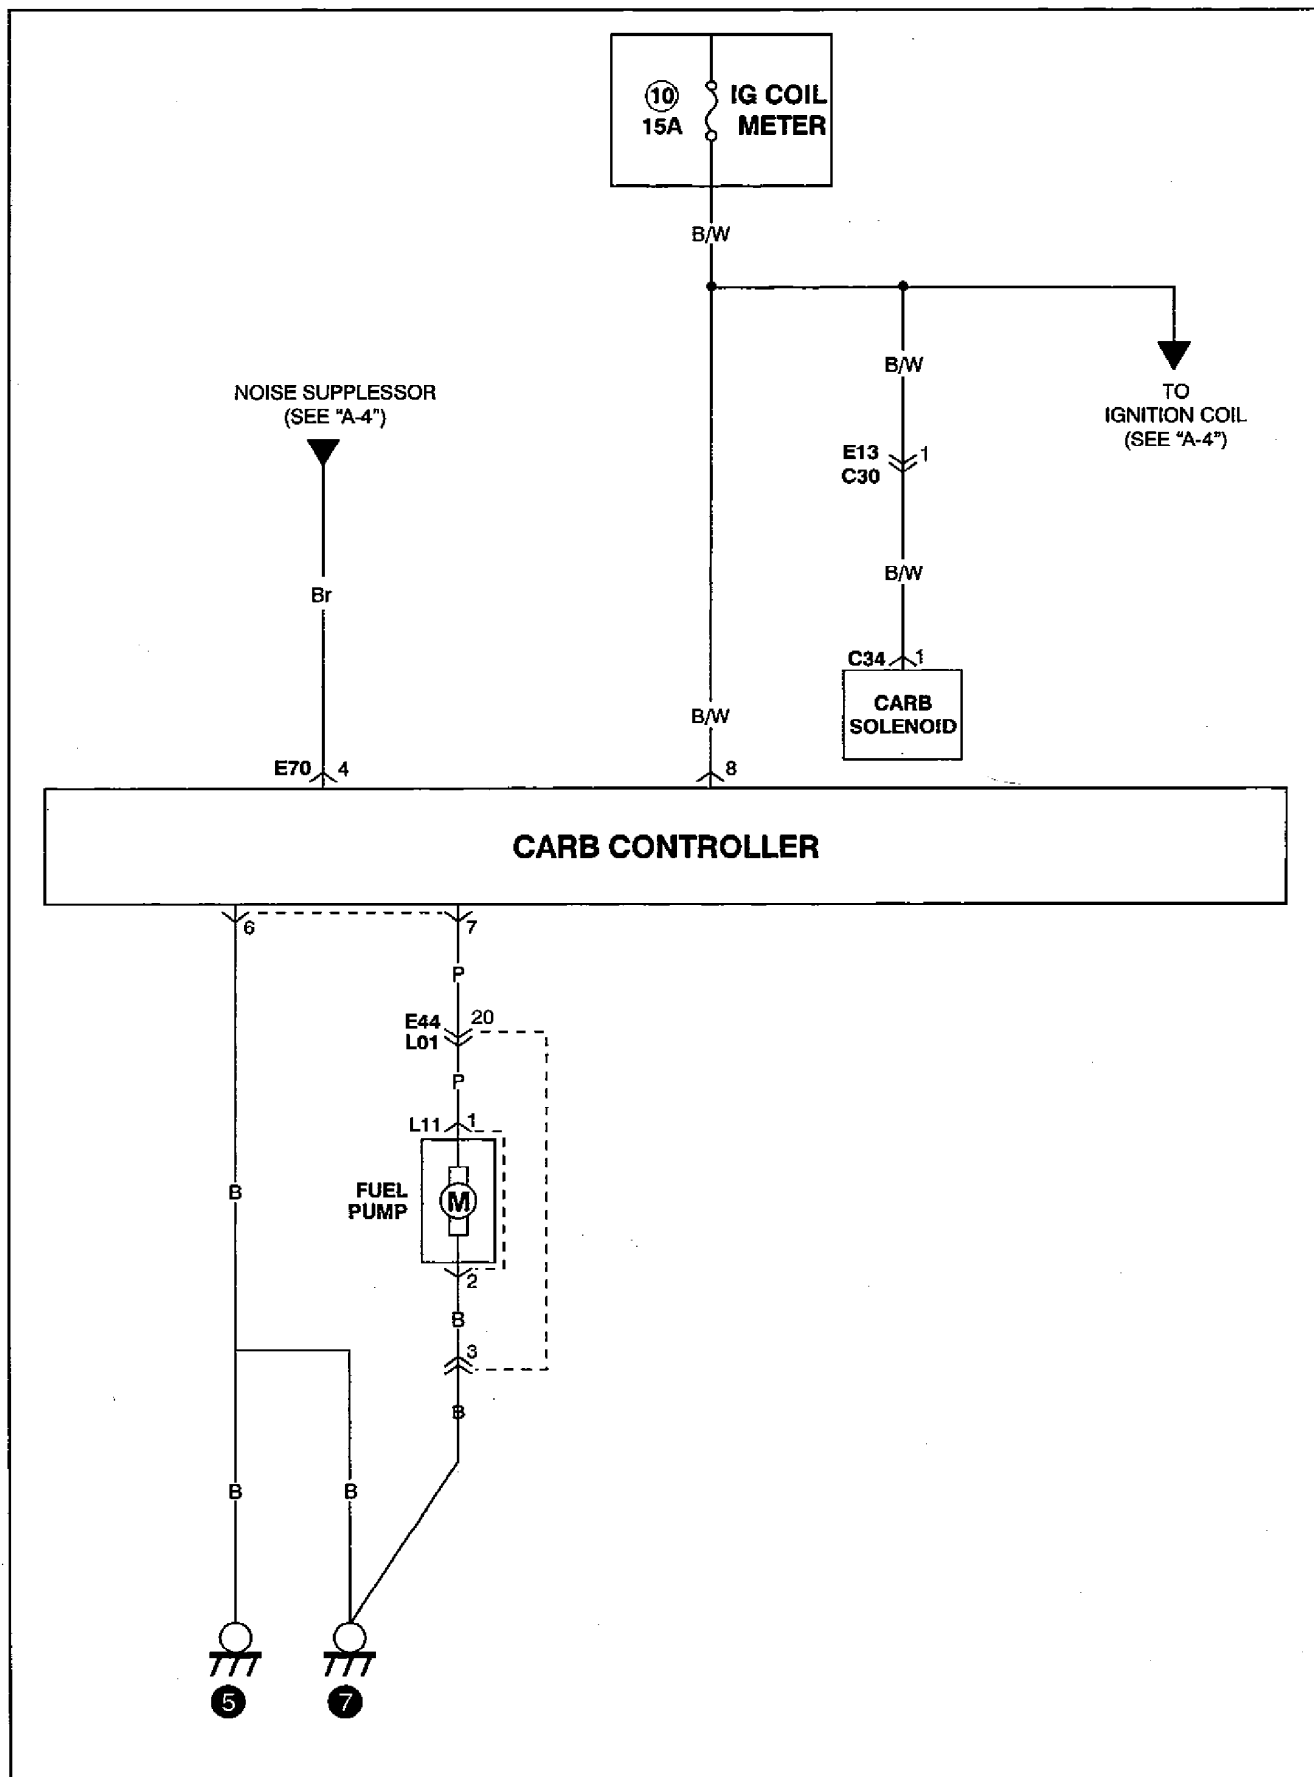 10 IG COIL
15A METER
B/W
B/W
NOISE SUPPLESSOR
(SEE "A-4")
TO
IGNITION COIL
(SEE "A-4")
E13 1
C30
B/W
Br
C34 1
CARB
SOLENOID
B/W
E70 4
8
CARB CONTROLLER
6
7
P
E44 20
L01
P
L11 1
FUEL
PUMP
M
B
2
B
3
B
B
B
5
7